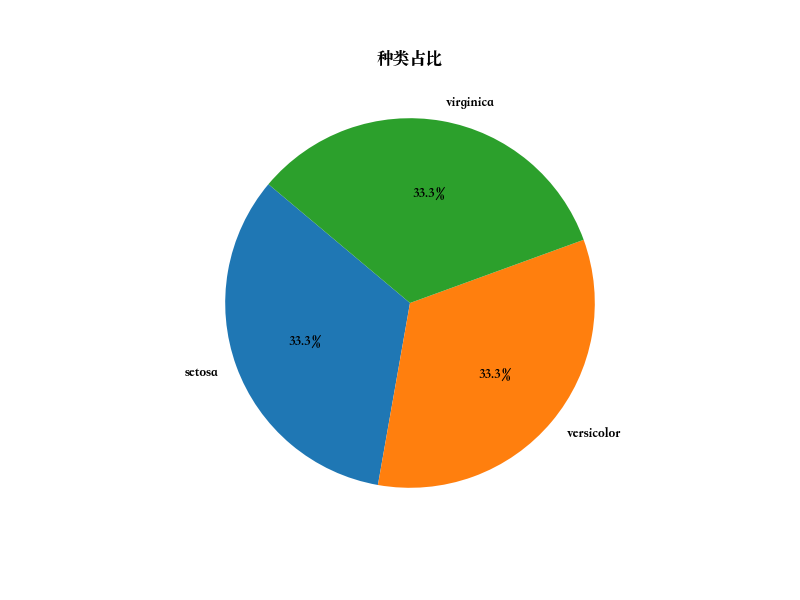 种类占比
virginica
33.3%
33.3%
setosa
33.3%
versicolor